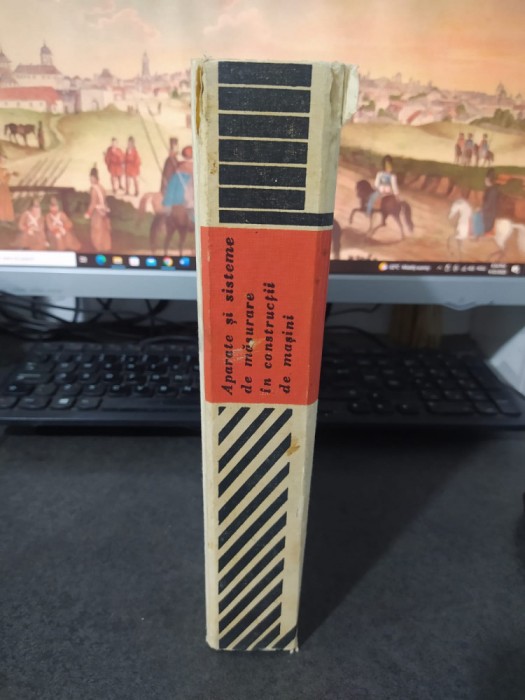 Aparate și sisteme
de măsurare
în construcții
de mașini